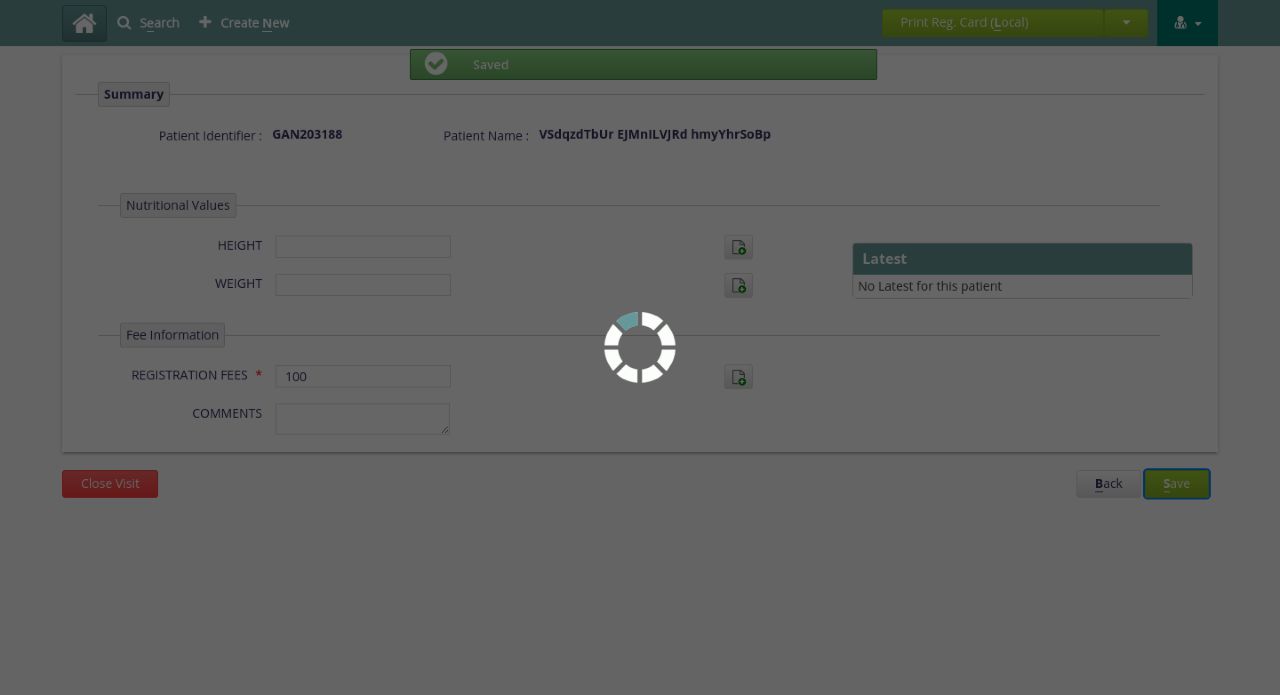 Search
Create New
Print Reg. Card (Local)
Saved
Summary
Patient Identifier : GAN203188
Patient Name : VSdqzdTbUr EJMnILVJRd hmyYhrSoBp
Nutritional Values
HEIGHT
Latest
WEIGHT
No Latest for this patient
Fee Information
REGISTRATION FEES * 100
COMMENTS
Close Visit
Back
Save